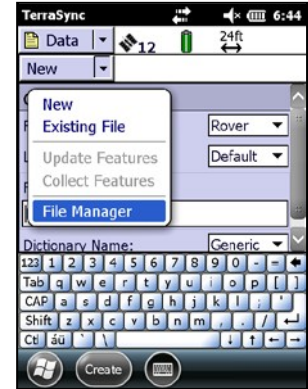 TerraSync 6:44
Data 12 24ft
New
New
Existing File
Update Features
Collect Features
File Manager
Rover
Default
Dictionary Name: Generic
123 1 2 3 4 5 6 7 8 9 0 - =
Tab q w e r t y u i o p [ ]
CAP a s d f g h j k l ; '
Shift z x c v b n m , . /
Ctl áü ` \
Create